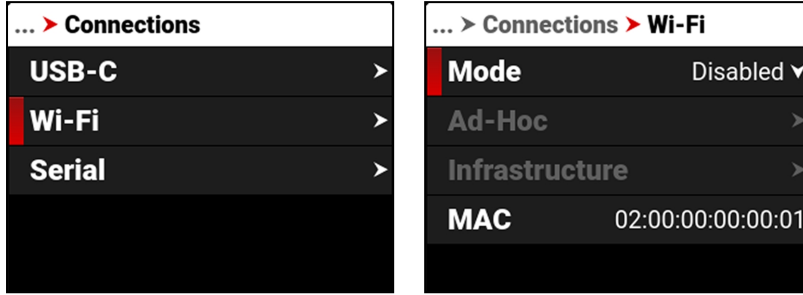 ... > Connections
USB-C
Wi-Fi
Serial
... > Connections > Wi-Fi
Mode Disabled
Ad-Hoc
Infrastructure
MAC 02:00:00:00:00:01